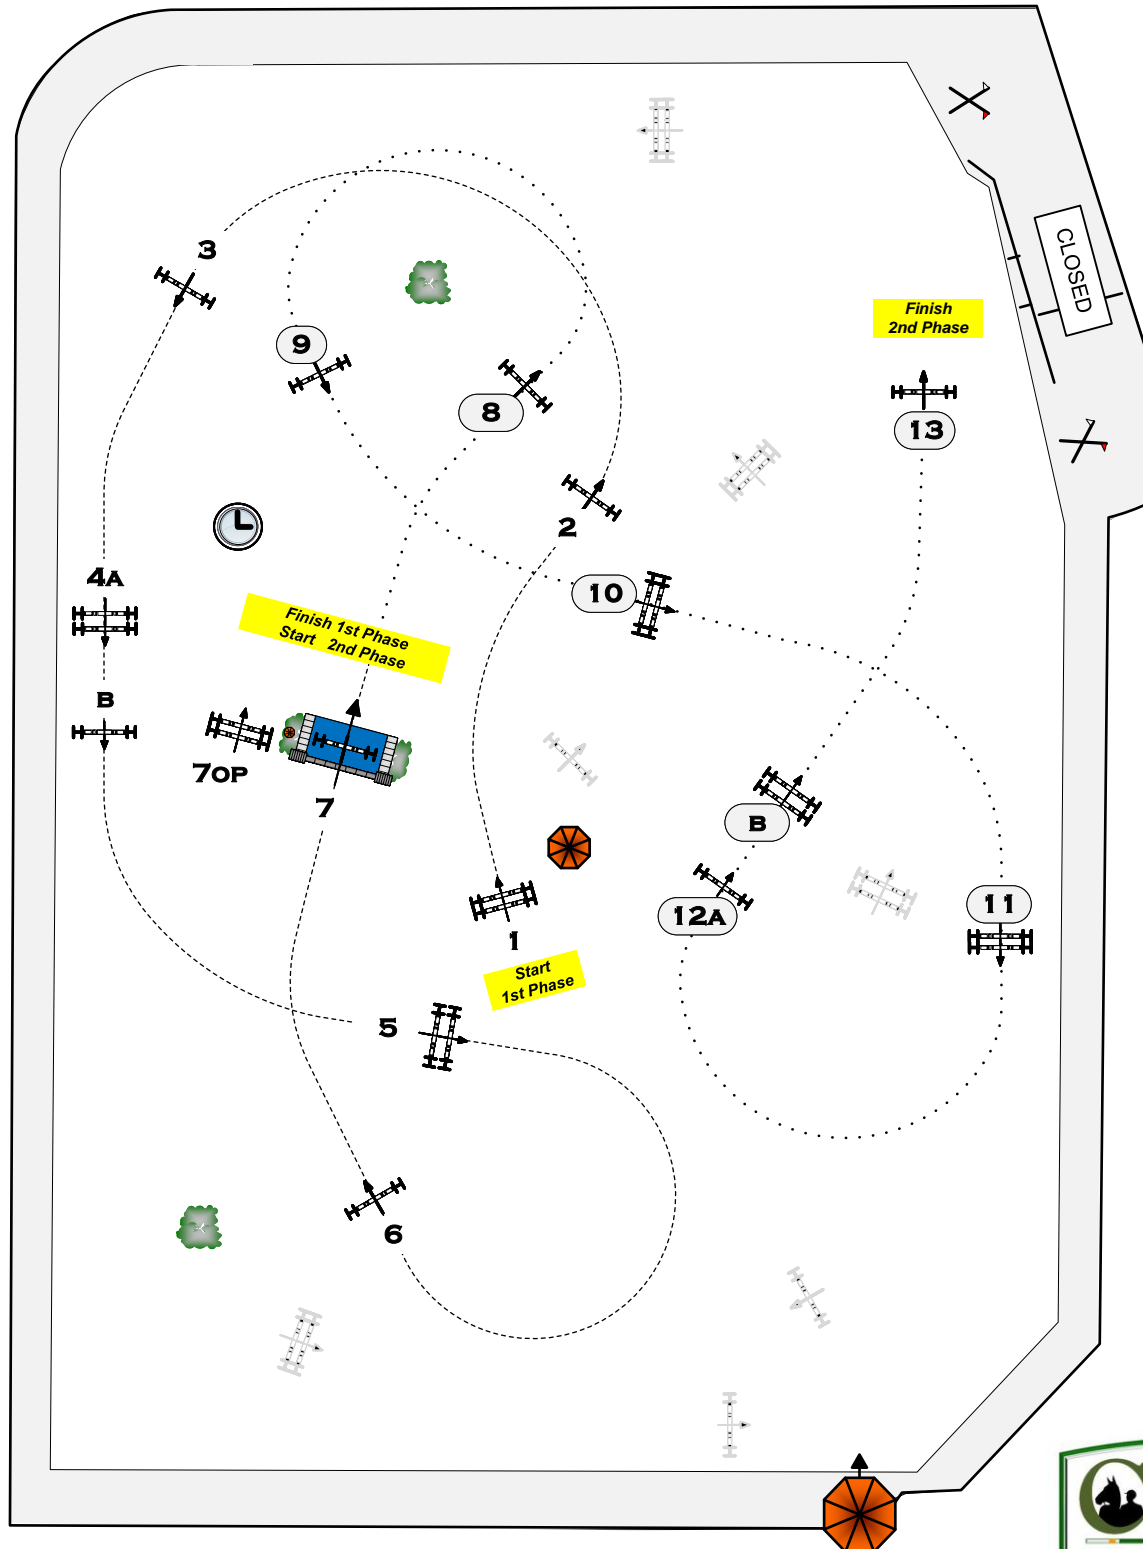 3
9
8
Finish
2nd Phase
13
CLOSED
2
4A
10
Finish 1st Phase
Start 2nd Phase
B
7OP
7
B
12A
11
1
Start
1st Phase
5
6
C